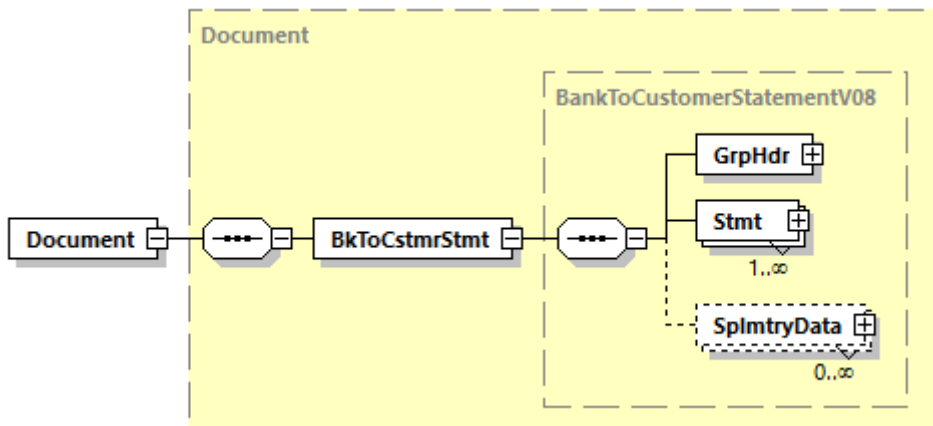 Document
BankToCustomerStatementV08
GrpHdr
Document
BkToCstmrStmt
Stmt
1..∞
SplmtryData
0..∞